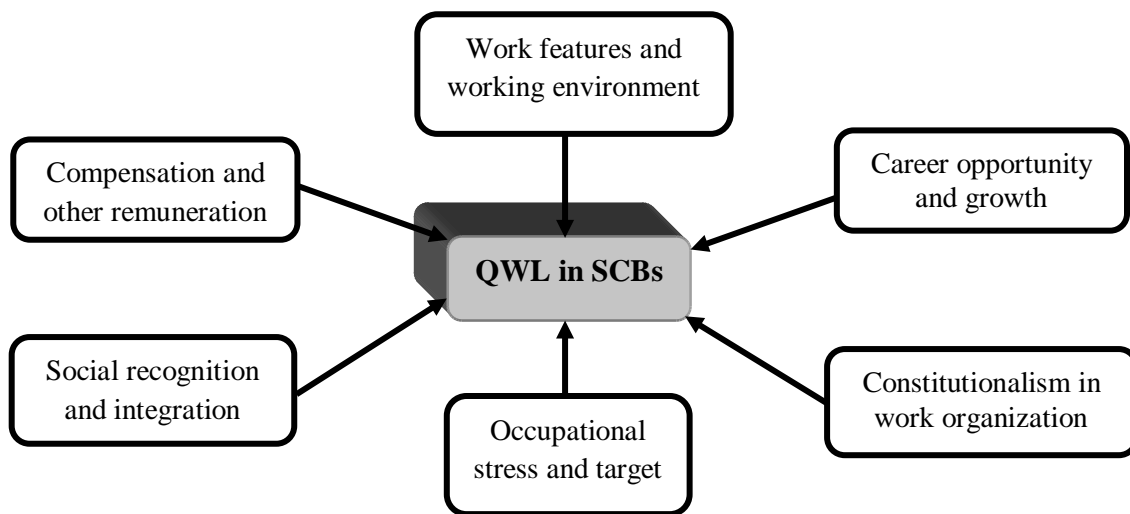 Work features and
working environment
Compensation and
other remuneration
Career opportunity
and growth
QWL in SCBs
Social recognition
and integration
Occupational
stress and target
Constitutionalism in
work organization